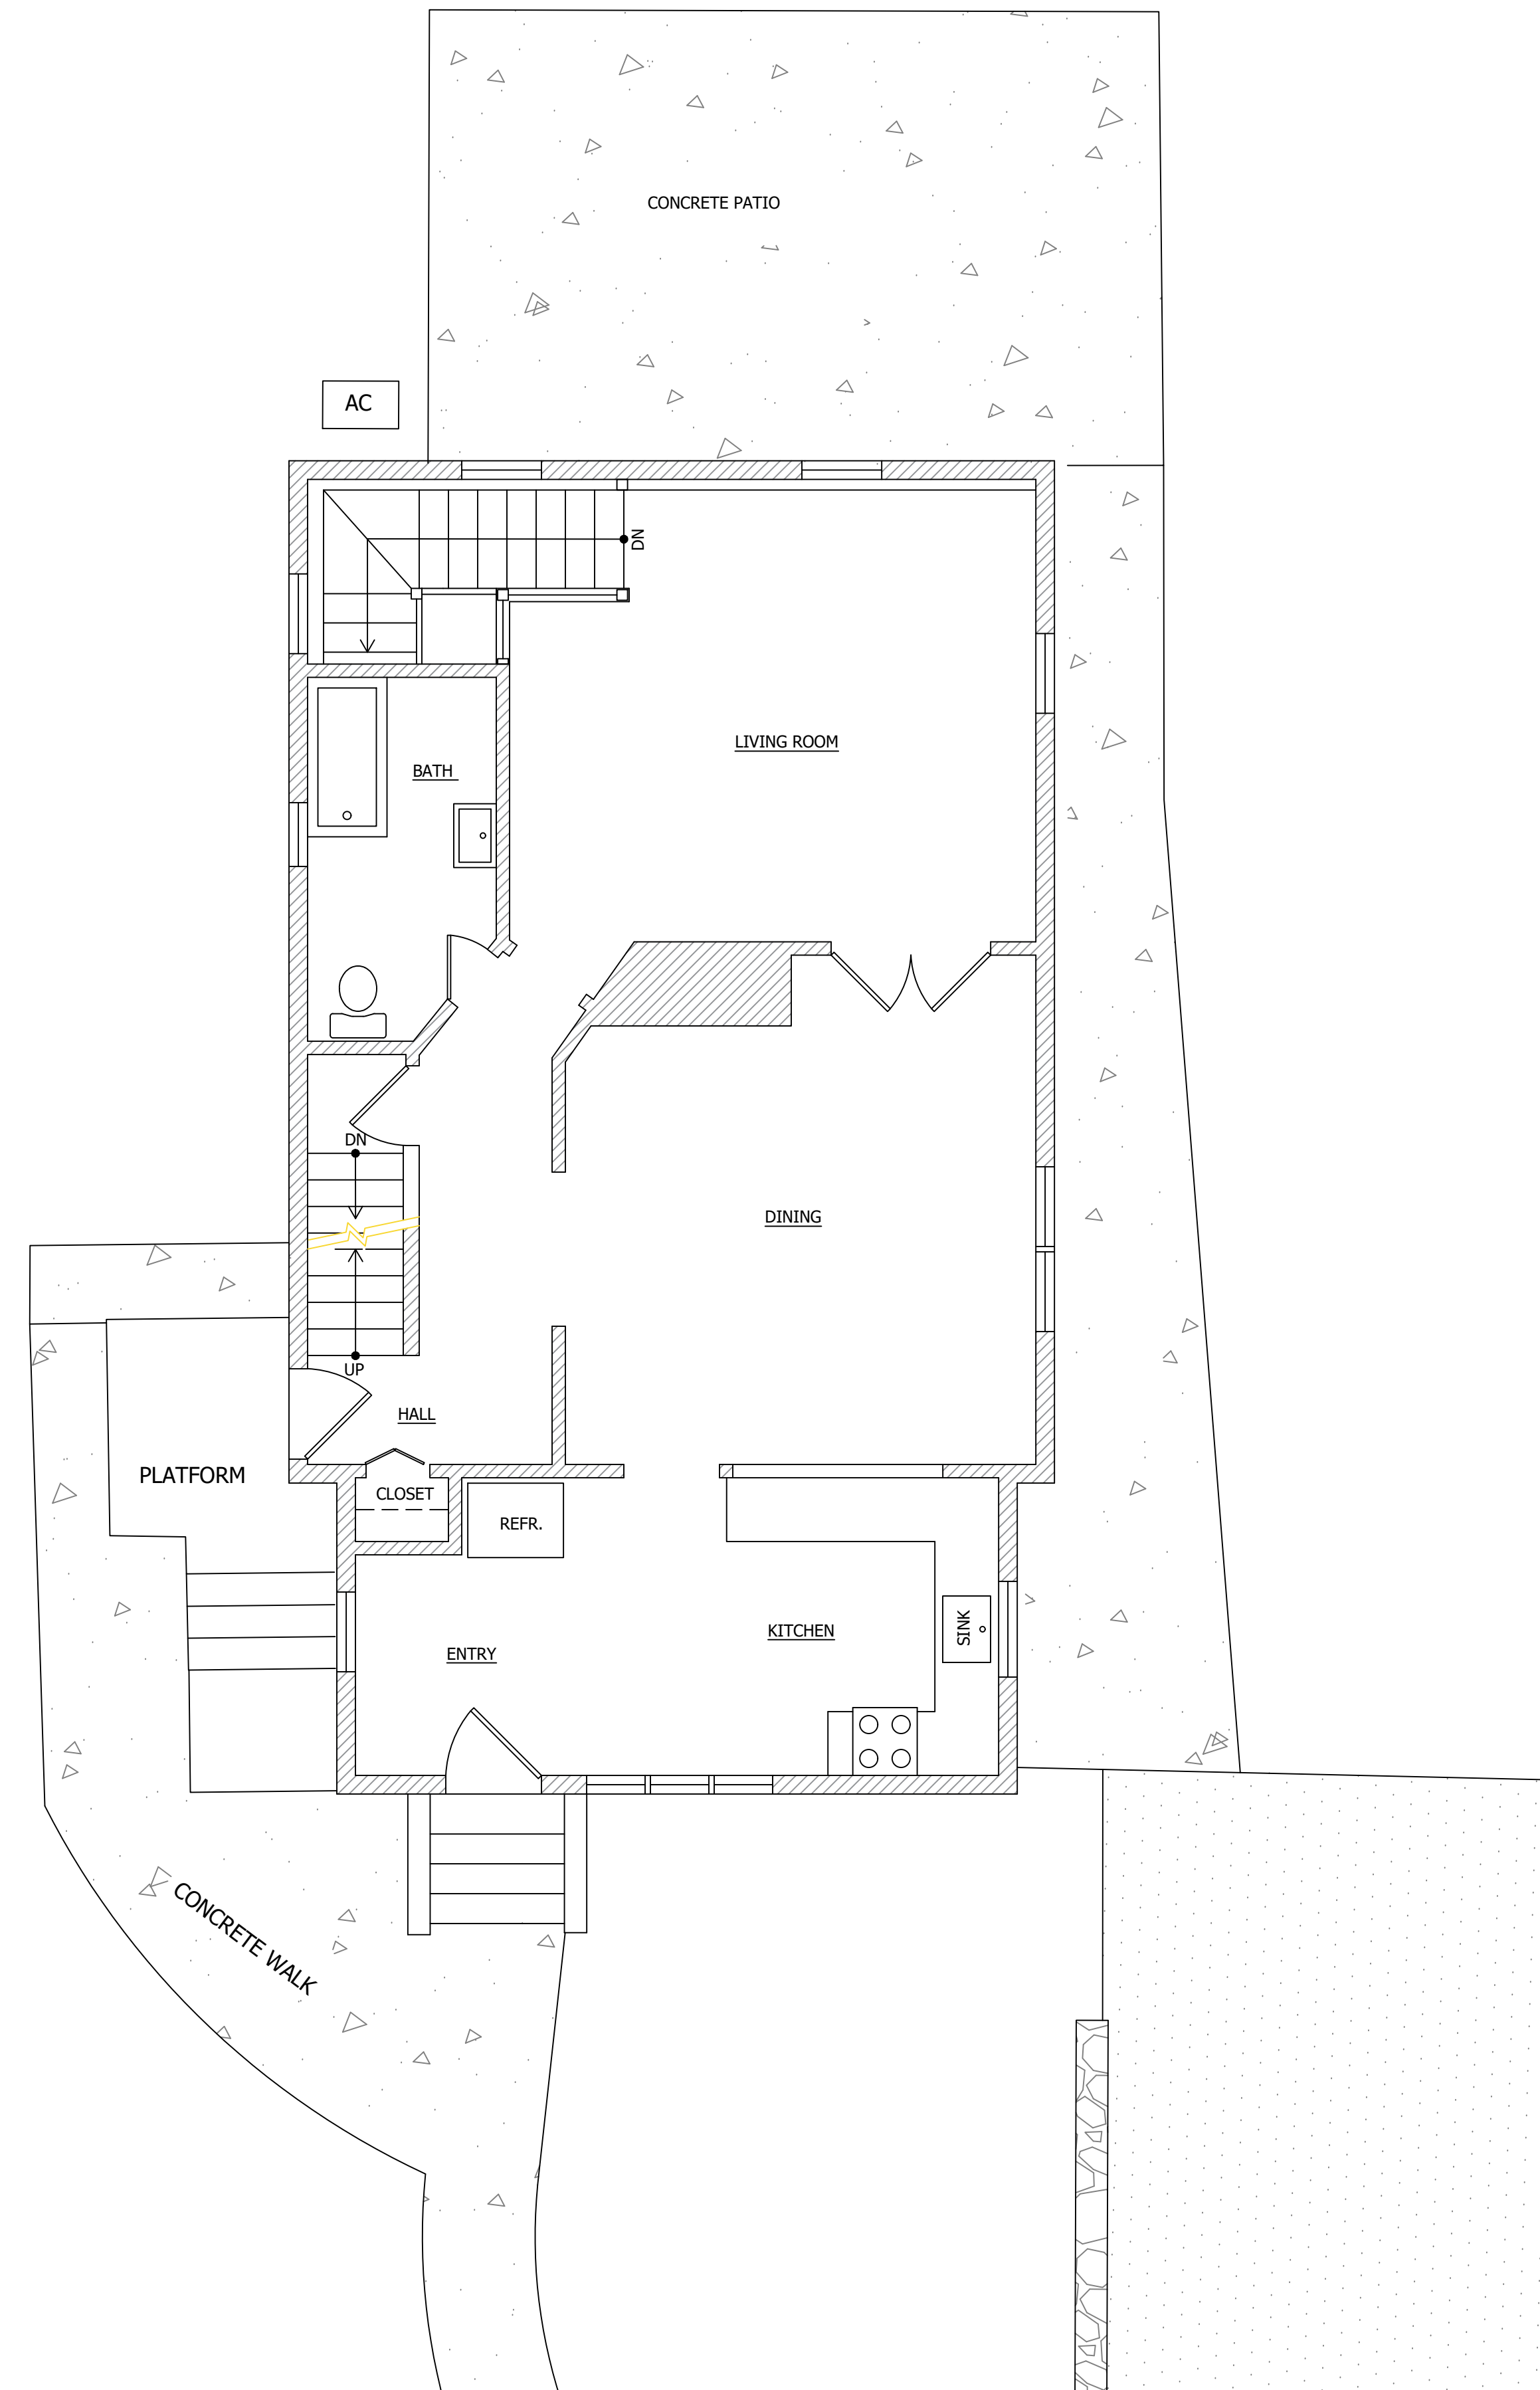 CONCRETE PATIO
AC
DN
LIVING ROOM
BATH
DN
DINING
UP
HALL
PLATFORM
CLOSET
REFR.
SINK
KITCHEN
ENTRY
CONCRETE WALK